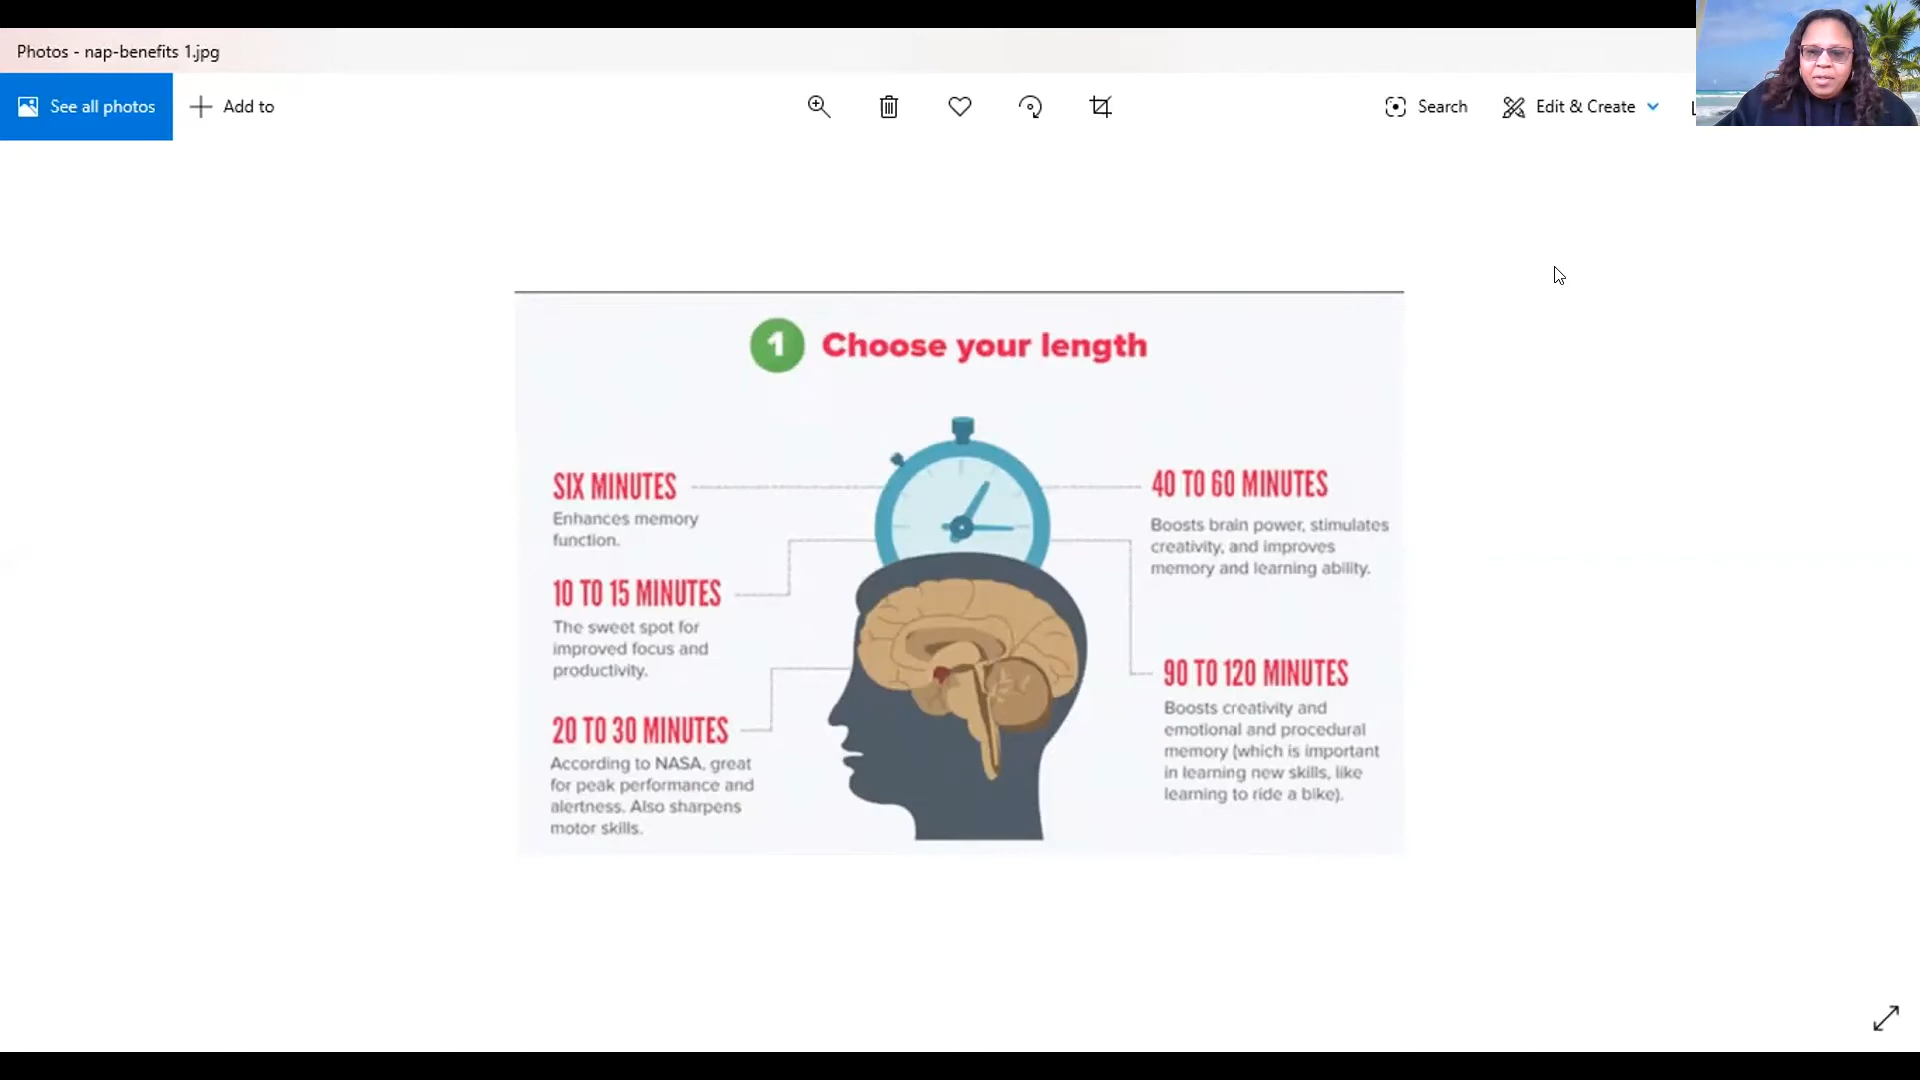 Photos - nap-benefits 1.jpg
See all photos
Add to
Search
Edit & Create
1 Choose your length
SIX MINUTES
Enhances memory
function.
10 TO 15 MINUTES
The sweet spot for
improved focus and
productivity.
20 TO 30 MINUTES
According to NASA, great
for peak performance and
alertness. Also sharpens
motor skills.
40 TO 60 MINUTES
Boosts brain power, stimulates
creativity, and improves
memory and learning ability.
90 TO 120 MINUTES
Boosts creativity and
emotional and procedural
memory (which is important
in learning new skills, like
learning to ride a bike).